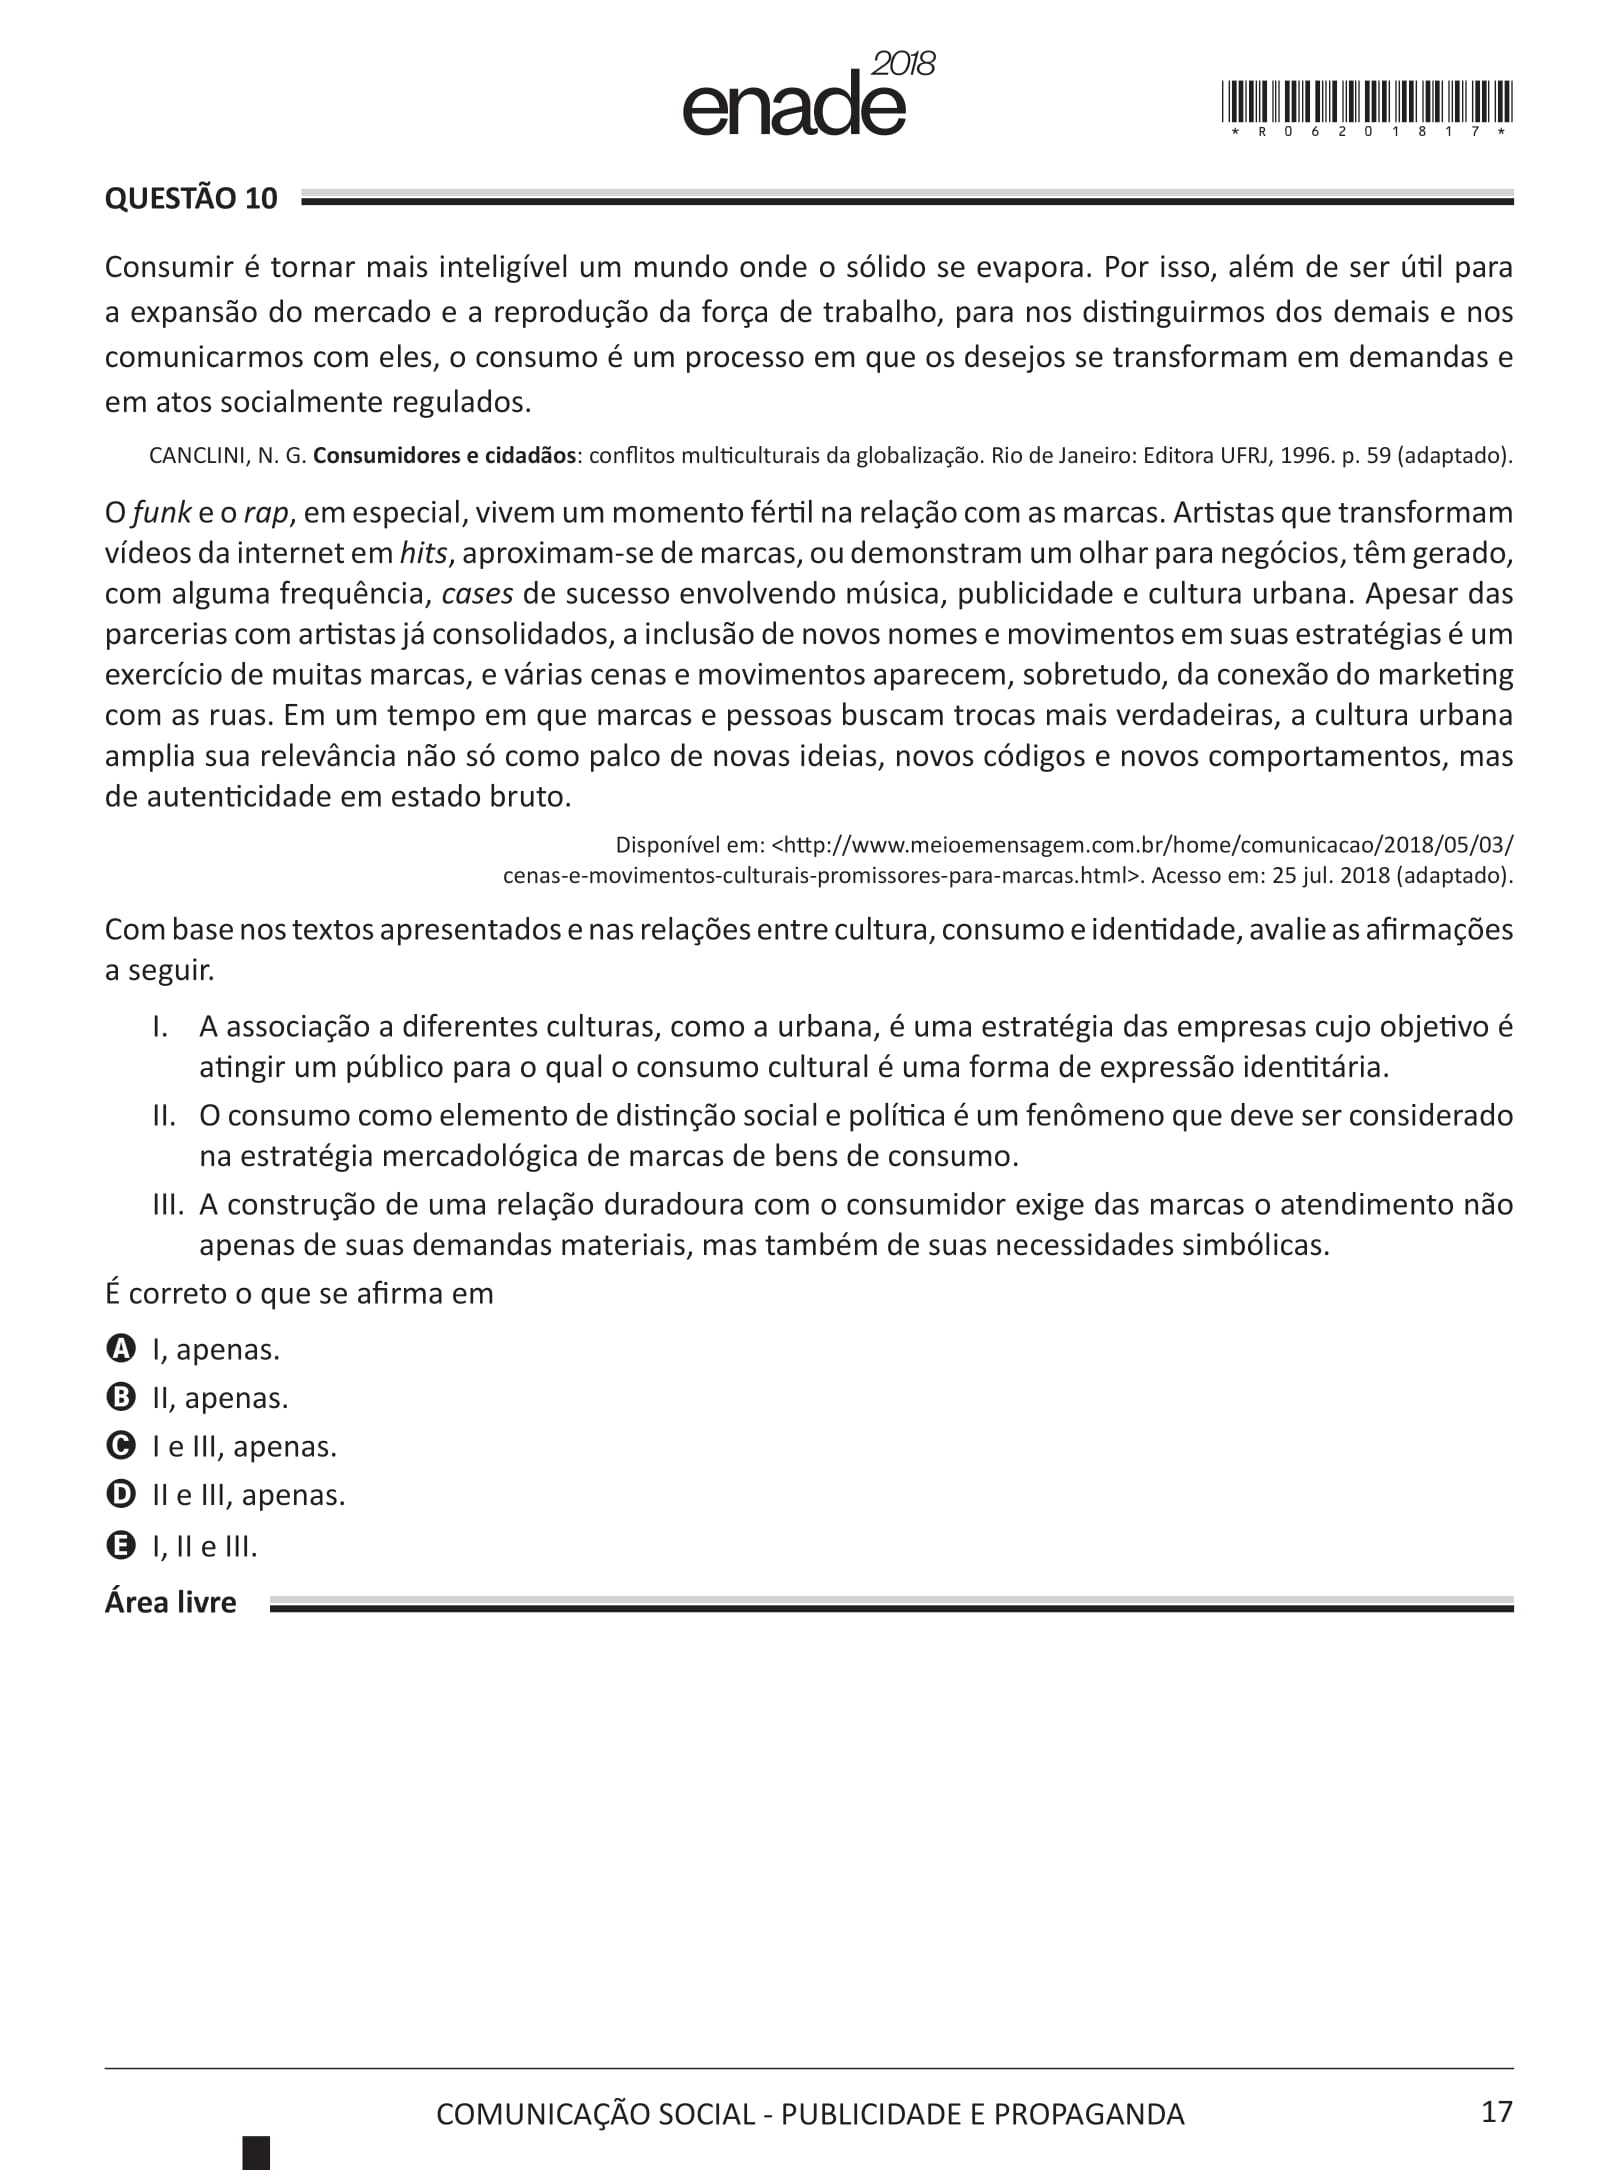 enade 2018
* R 0 6 2 0 1 8 1 7 *
QUESTÃO 10
Consumir é tornar mais inteligível um mundo onde o sólido se evapora. Por isso, além de ser útil para
a expansão do mercado e a reprodução da força de trabalho, para nos distinguirmos dos demais e nos
comunicarmos com eles, o consumo é um processo em que os desejos se transformam em demandas e
em atos socialmente regulados.
CANCLINI, N. G. Consumidores e cidadãos: conflitos multiculturais da globalização. Rio de Janeiro: Editora UFRJ, 1996. p. 59 (adaptado).
O funk e o rap, em especial, vivem um momento fértil na relação com as marcas. Artistas que transformam
vídeos da internet em hits, aproximam-se de marcas, ou demonstram um olhar para negócios, têm gerado,
com alguma frequência, cases de sucesso envolvendo música, publicidade e cultura urbana. Apesar das
parcerias com artistas já consolidados, a inclusão de novos nomes e movimentos em suas estratégias é um
exercício de muitas marcas, e várias cenas e movimentos aparecem, sobretudo, da conexão do marketing
com as ruas. Em um tempo em que marcas e pessoas buscam trocas mais verdadeiras, a cultura urbana
amplia sua relevância não só como palco de novas ideias, novos códigos e novos comportamentos, mas
de autenticidade em estado bruto.
Disponível em: <http://www.meioemensagem.com.br/home/comunicacao/2018/05/03/
cenas-e-movimentos-culturais-promissores-para-marcas.html>. Acesso em: 25 jul. 2018 (adaptado).
Com base nos textos apresentados e nas relações entre cultura, consumo e identidade, avalie as afirmações
a seguir.
I. A associação a diferentes culturas, como a urbana, é uma estratégia das empresas cujo objetivo é
atingir um público para o qual o consumo cultural é uma forma de expressão identitária.
II. O consumo como elemento de distinção social e política é um fenômeno que deve ser considerado
na estratégia mercadológica de marcas de bens de consumo.
III. A construção de uma relação duradoura com o consumidor exige das marcas o atendimento não
apenas de suas demandas materiais, mas também de suas necessidades simbólicas.
É correto o que se afirma em
A I, apenas.
B II, apenas.
C I e III, apenas.
D II e III, apenas.
E I, II e III.
Área livre
COMUNICAÇÃO SOCIAL - PUBLICIDADE E PROPAGANDA
17